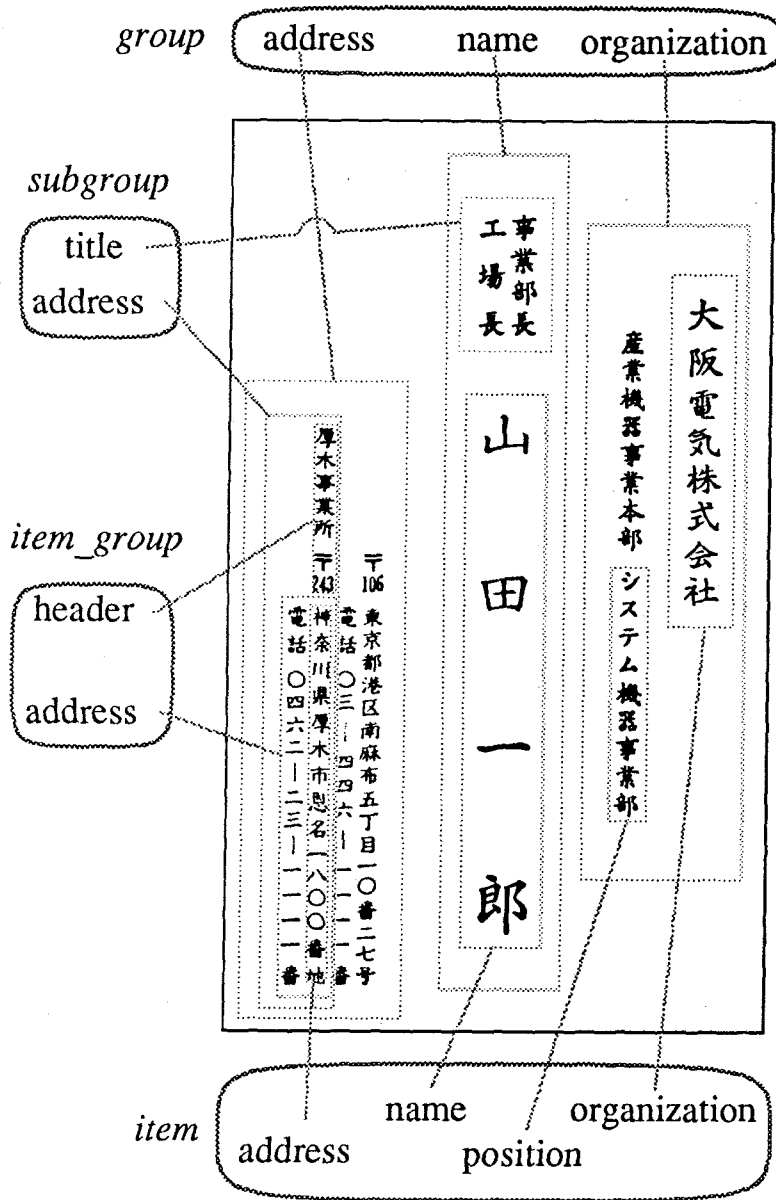 group
address name organization
subgroup
title
address
item_group
header
address
大阪電気株式会社
産業機器事業本部 システム機器事業部
事業部長
工場長
山田一郎
〒106 東京都港区南麻布五丁目一〇番二七号
電話 〇三―四四六―一一一一番
厚木事業所 〒243 神奈川県厚木市恩名一八〇〇番地
電話 〇四六二―二三―一一一一番
item
name organization
address position